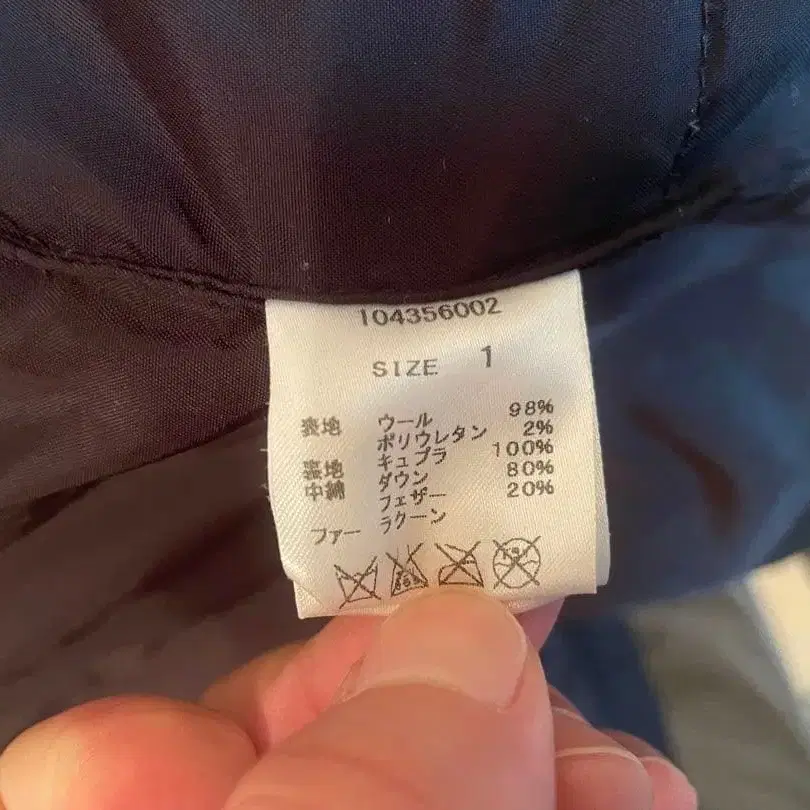 104356002
SIZE 1
表地 ウール 98%
ポリウレタン 2%
裏地 キュプラ 100%
中綿 ダウン 80%
フェザー 20%
ファー ラクーン